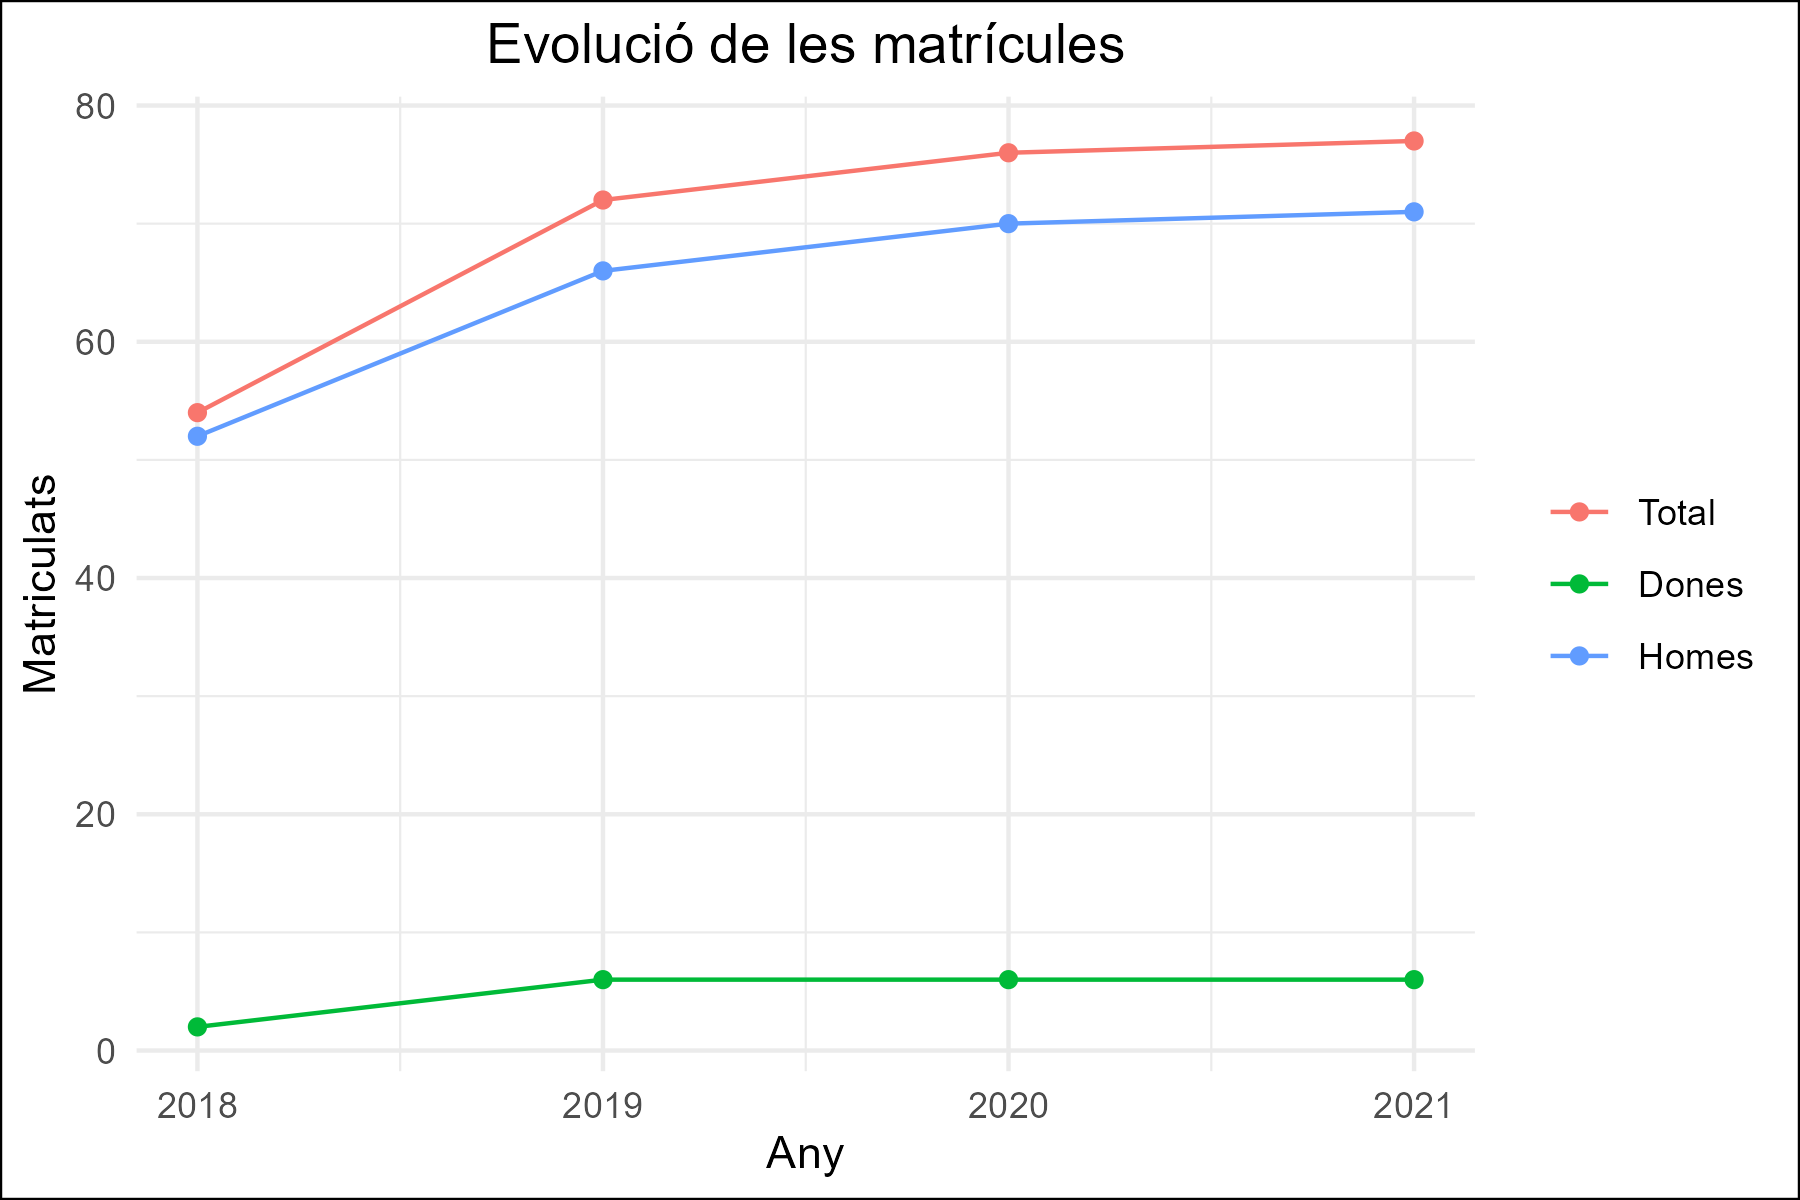 Evolució de les matrícules
80
60
40
20
0
Matriculats
2018 2019 2020 2021
Any
Total
Dones
Homes